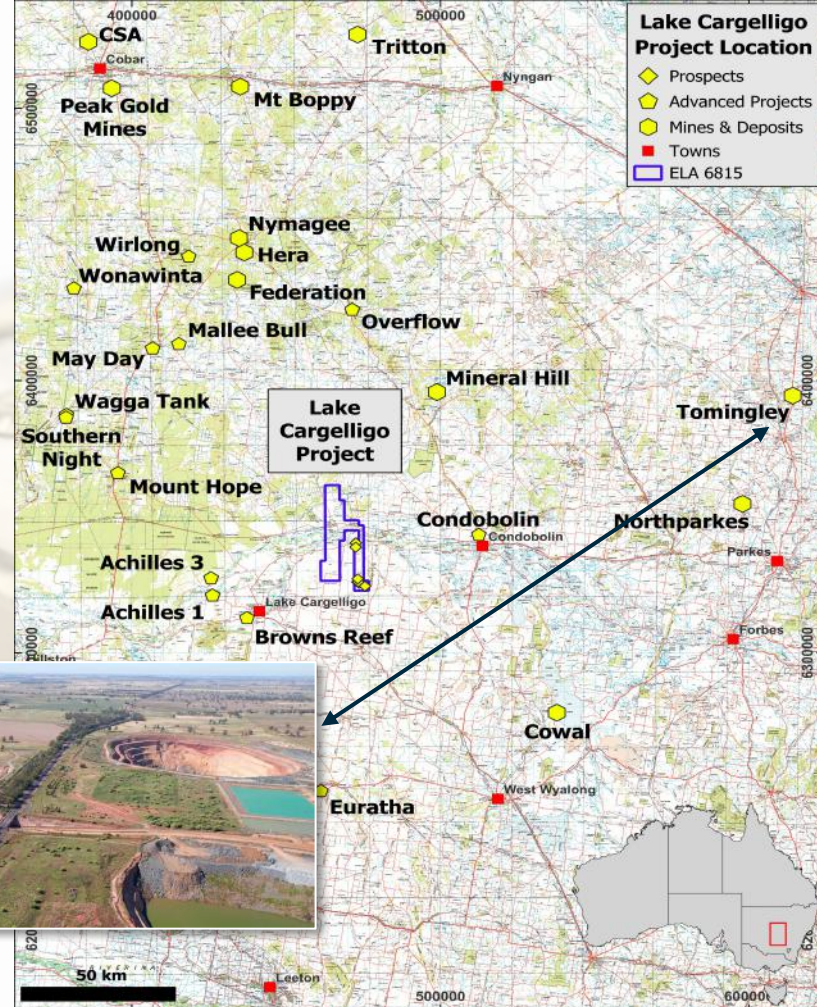 400000
500000
Lake Cargelligo
Project Location
Prospects
Advanced Projects
Mines & Deposits
Towns
ELA 6815
CSA
Cobar
Tritton
Nyngan
Peak Gold
Mines
Mt Boppy
6500000
Nymagee
Wirlong
Hera
Wonawinta
Federation
Overflow
Mallee Bull
May Day
6400000
6400000
Mineral Hill
Lake
Cargelligo
Project
Wagga Tank
Tomingley
Southern
Night
Mount Hope
Condobolin
Condobolin
Northparkes
Parkes
Achilles 3
Achilles 1
Lake Cargelligo
Browns Reef
Forbes
6300000
Hillston
Cowal
Euratha
West Wyalong
RIVERINA
50 km
Leeton
500000